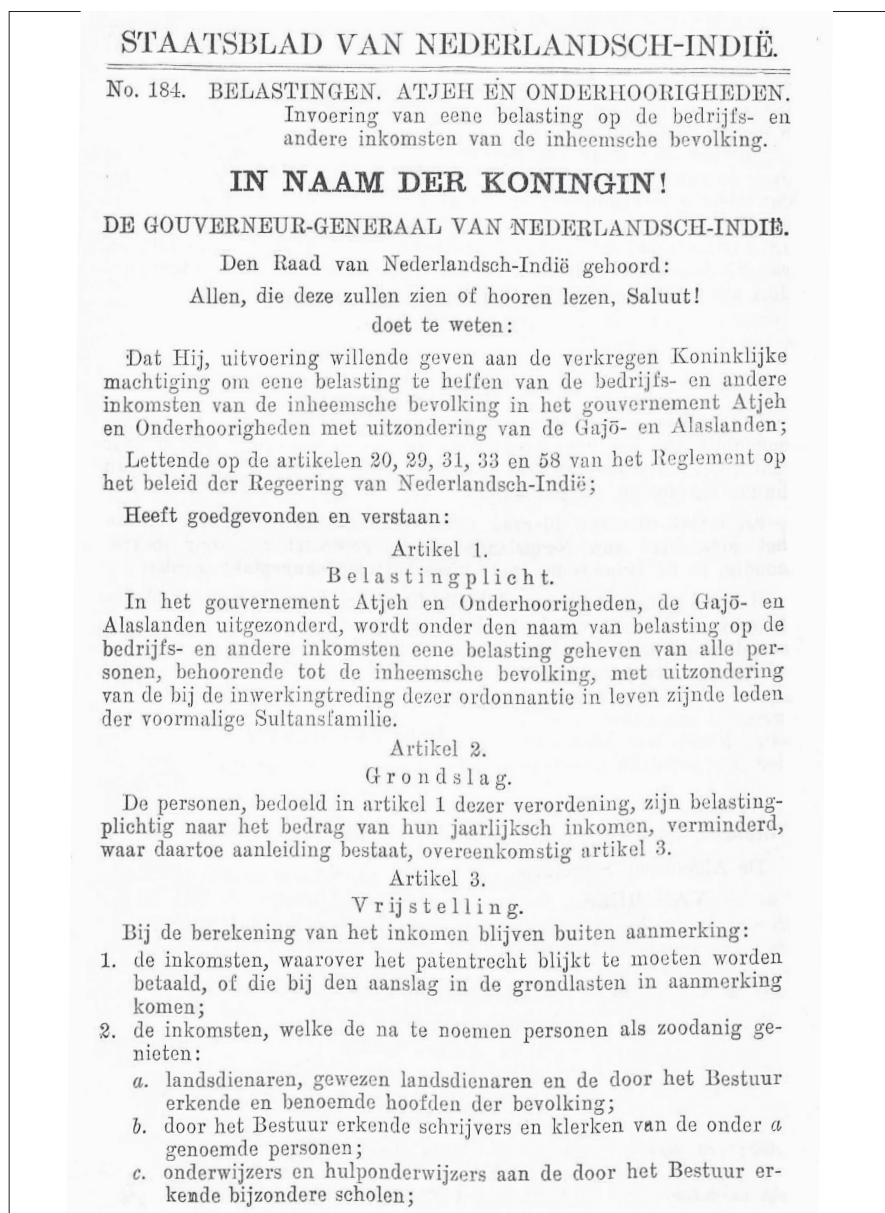 STAATSBLAD VAN NEDERLANDSCH-INDIË.
No. 184. BELASTINGEN. ATJEH EN ONDERHOORIGHEDEN.
Invoering van eene belasting op de bedrijfs- en
andere inkomsten van de inheemsche bevolking.
IN NAAM DER KONINGIN!
DE GOUVERNEUR-GENERAAL VAN NEDERLANDSCH-INDIË.
Den Raad van Nederlandsch-Indië gehoord:
Allen, die deze zullen zien of hooren lezen, Saluut!
doet te weten:
Dat Hij, uitvoering willende geven aan de verkregen Koninklijke
machtiging om eene belasting te heffen van de bedrijfs- en andere
inkomsten van de inheemsche bevolking in het gouvernement Atjeh
en Onderhoorigheden met uitzondering van de Gajō- en Alaslanden;
Lettende op de artikelen 20, 29, 31, 33 en 58 van het Reglement op
het beleid der Regeering van Nederlandsch-Indië;
Heeft goedgevonden en verstaan:
Artikel 1.
Belastingplicht.
In het gouvernement Atjeh en Onderhoorigheden, de Gajō- en
Alaslanden uitgezonderd, wordt onder den naam van belasting op de
bedrijfs- en andere inkomsten eene belasting geheven van alle per-
sonen, behoorende tot de inheemsche bevolking, met uitzondering
van de bij de inwerkingtreding dezer ordonnantie in leven zijnde leden
der voormalige Sultansfamilie.
Artikel 2.
Grondslag.
De personen, bedoeld in artikel 1 dezer verordening, zijn belasting-
plichtig naar het bedrag van hun jaarlijksch inkomen, verminderd,
waar daartoe aanleiding bestaat, overeenkomstig artikel 3.
Artikel 3.
Vrijstelling.
Bij de berekening van het inkomen blijven buiten aanmerking:
1. de inkomsten, waarover het patentrecht blijkt te moeten worden
betaald, of die bij den aanslag in de grondlasten in aanmerking
komen;
2. de inkomsten, welke de na te noemen personen als zoodanig ge-
nieten:
a. landsdienaren, gewezen landsdienaren en de door het Bestuur
erkende en benoemde hoofden der bevolking;
b. door het Bestuur erkende schrijvers en klerken van de onder a
genoemde personen;
c. onderwijzers en hulponderwijzers aan de door het Bestuur er-
kende bijzondere scholen;